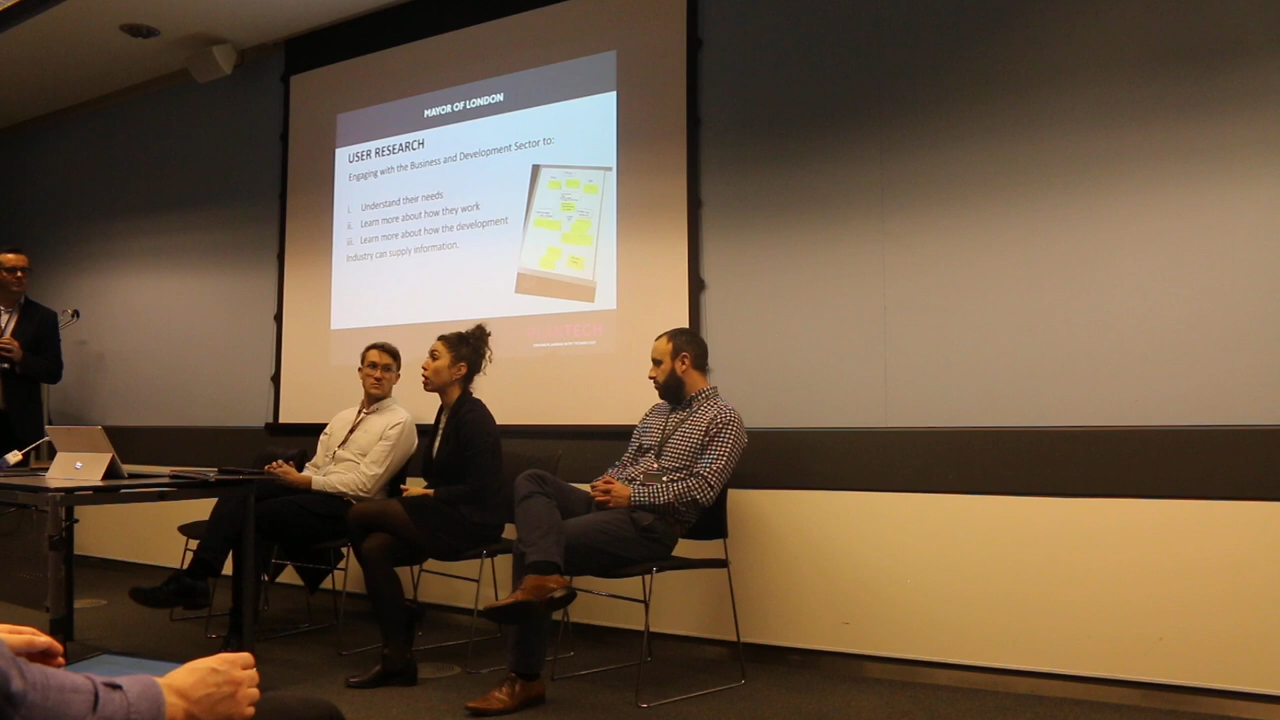 MAYOR OF LONDON
USER RESEARCH
Engaging with the Business and Development Sector to:
i. Understand their needs
ii. Learn more about how they work
iii. Learn more about how the development
Industry can supply information.